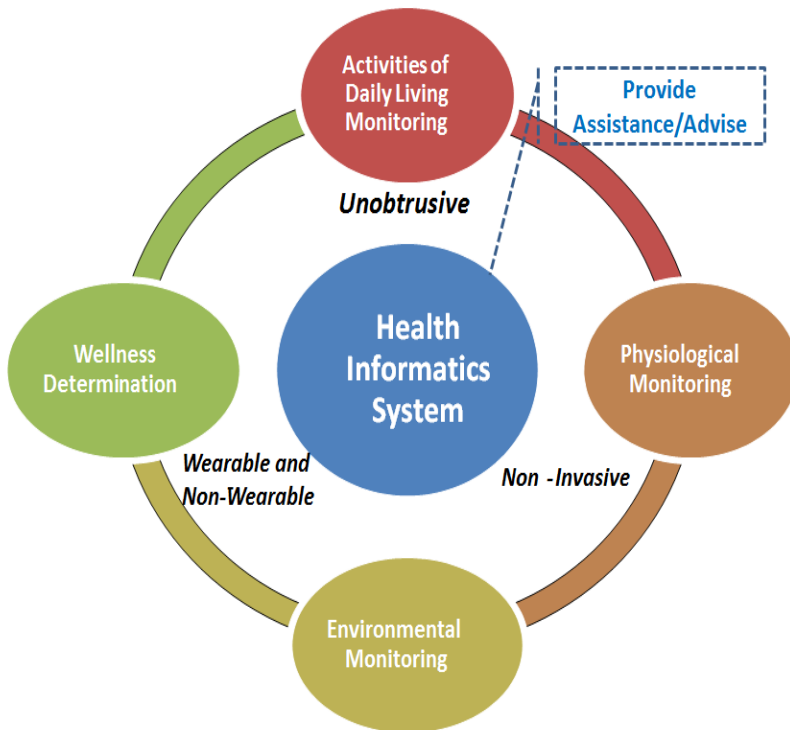 Activities of
Daily Living
Monitoring
Provide
Assistance/Advise
Unobtrusive
Health
Informatics
System
Wellness
Determination
Physiological
Monitoring
Wearable and
Non-Wearable
Non -Invasive
Environmental
Monitoring